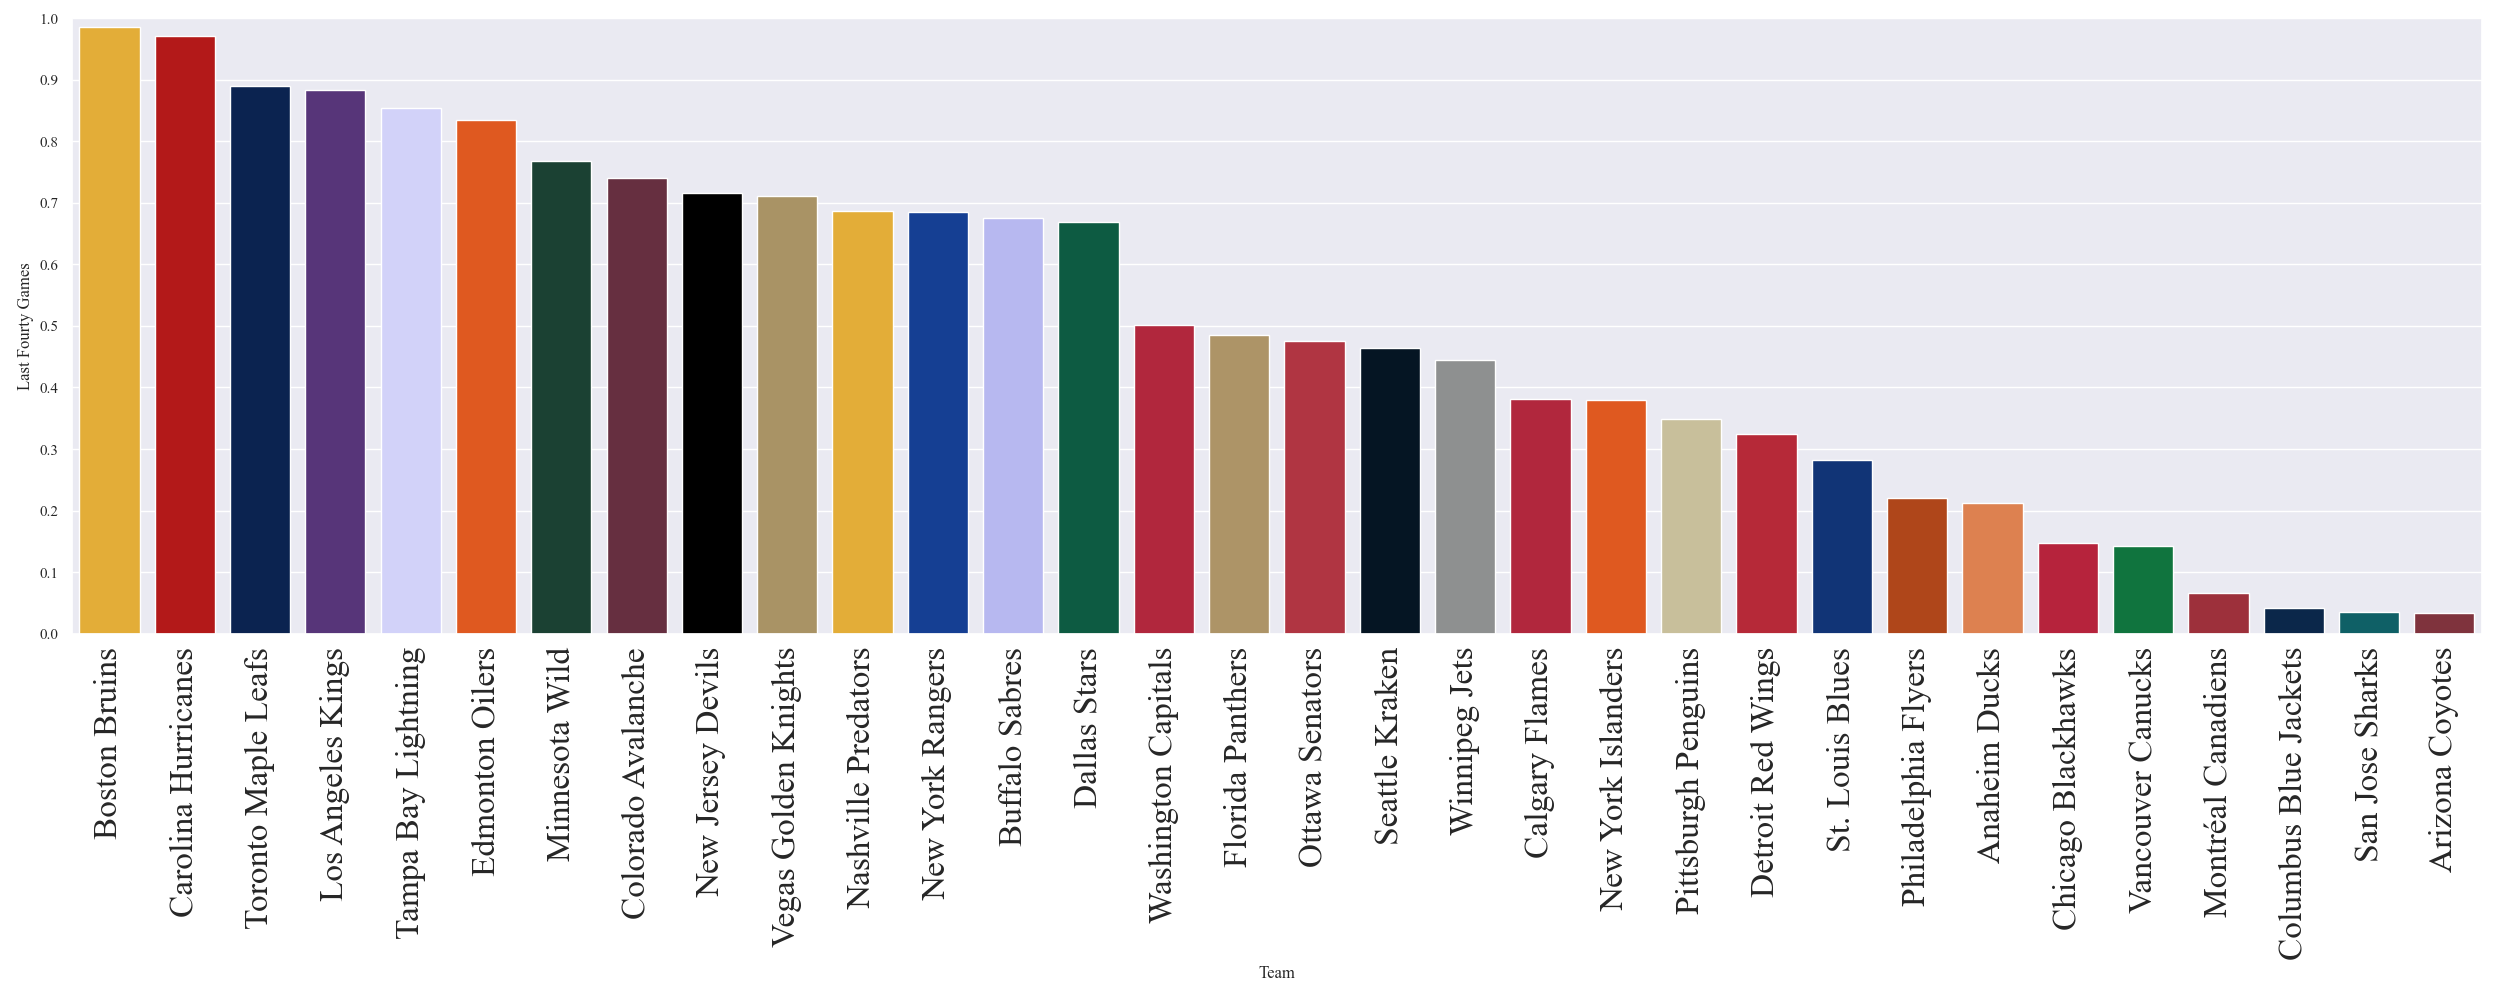 1.0
0.9
0.8
0.7
0.6
0.5
0.4
0.3
0.2
0.1
0.0
Last Fourty Games
Boston Bruins
Carolina Hurricanes
Toronto Maple Leafs
Los Angeles Kings
Tampa Bay Lightning
Edmonton Oilers
Minnesota Wild
Colorado Avalanche
New Jersey Devils
Vegas Golden Knights
Nashville Predators
New York Rangers
Buffalo Sabres
Dallas Stars
Washington Capitals
Florida Panthers
Ottawa Senators
Seattle Kraken
Winnipeg Jets
Calgary Flames
New York Islanders
Pittsburgh Penguins
Detroit Red Wings
St. Louis Blues
Philadelphia Flyers
Anaheim Ducks
Chicago Blackhawks
Vancouver Canucks
Montréal Canadiens
Columbus Blue Jackets
San Jose Sharks
Arizona Coyotes
Team